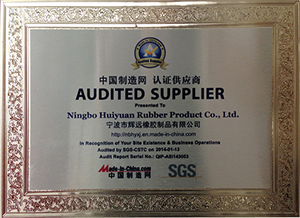 中国制造网 认证供应商
AUDITED SUPPLIER
Presented To
Ningbo Huiyuan Rubber Product Co., Ltd.
宁波市辉远橡胶制品有限公司
(http://nbhyxj.en.made-in-china.com)
In Recognition of Your Site Existence & Business Operations
Audited by SGS-CSTC on 2014-01-13
Audit Report Serial No.: QIP-ASI143053
Made-in-China.com SGS
中国制造网